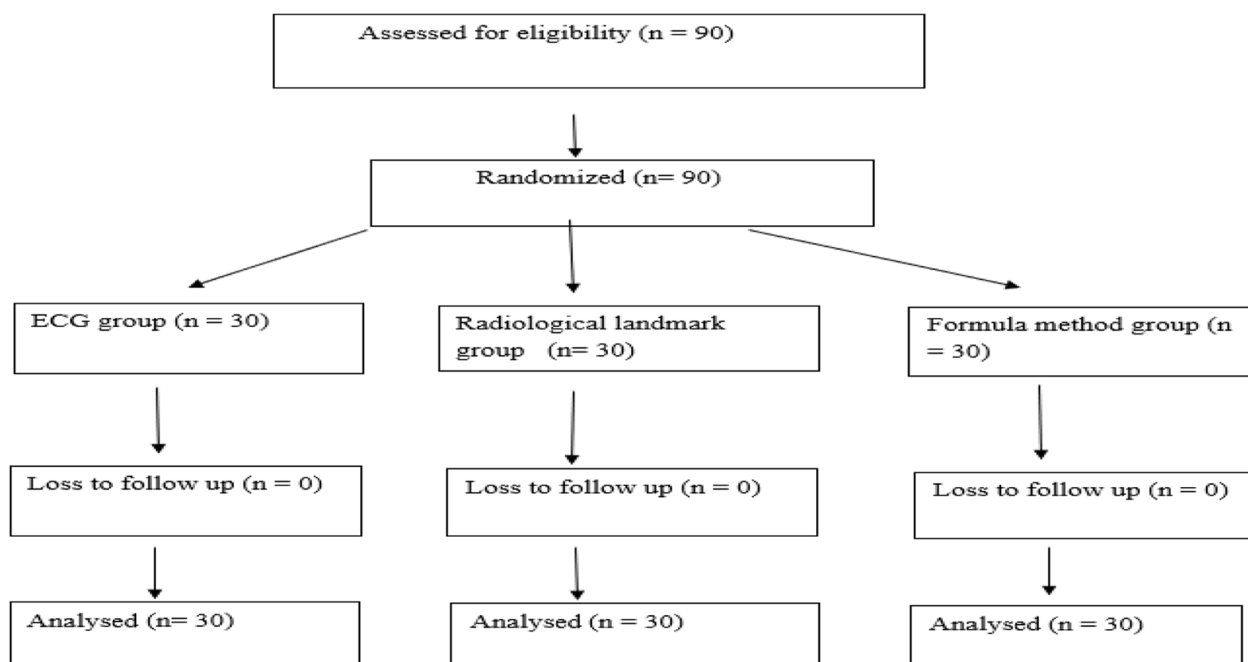 Assessed for eligibility (n = 90)
Randomized (n= 90)
ECG group (n = 30)
Radiological landmark
group (n= 30)
Formula method group (n
= 30)
Loss to follow up (n = 0)
Loss to follow up (n = 0)
Loss to follow up (n = 0)
Analysed (n= 30)
Analysed (n = 30)
Analysed (n = 30)